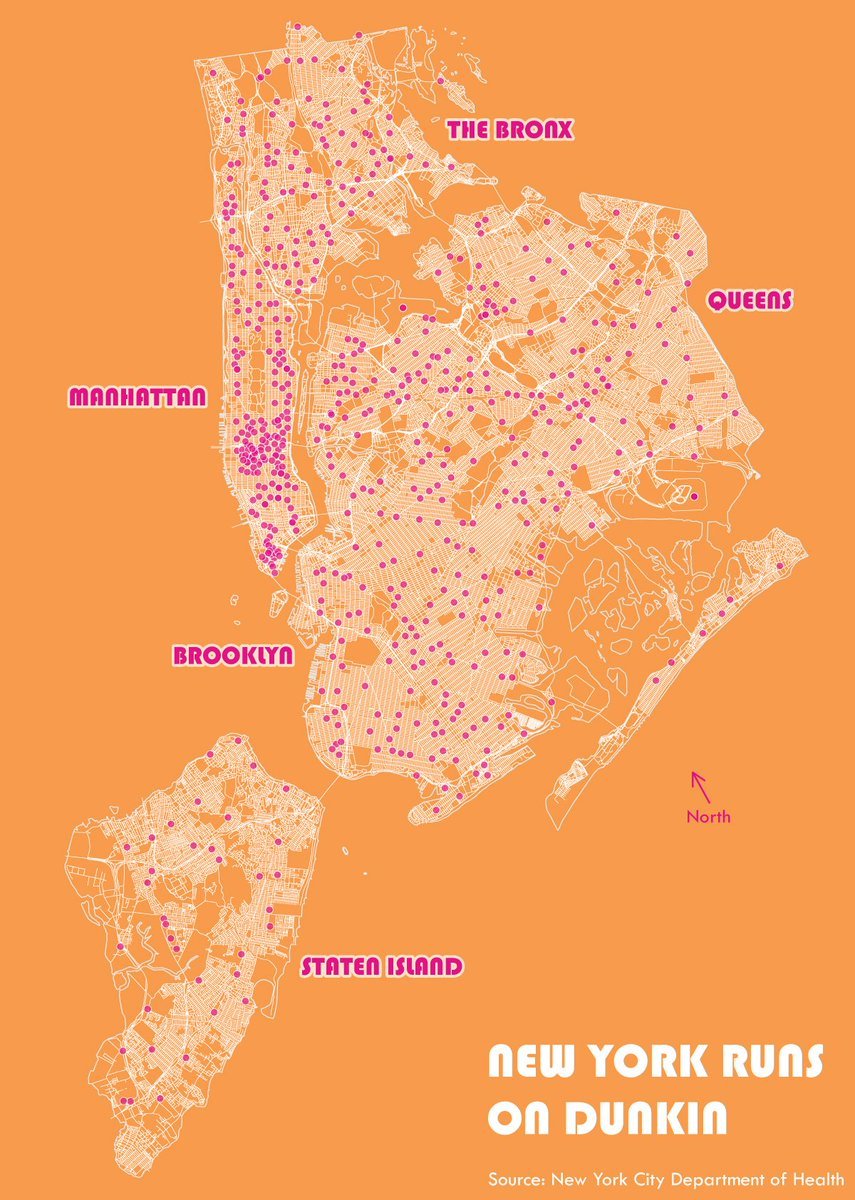 THE BRONX
QUEENS
MANHATTAN
BROOKLYN
North
STATEN ISLAND
NEW YORK RUNS
ON DUNKIN
Source: New York City Department of Health